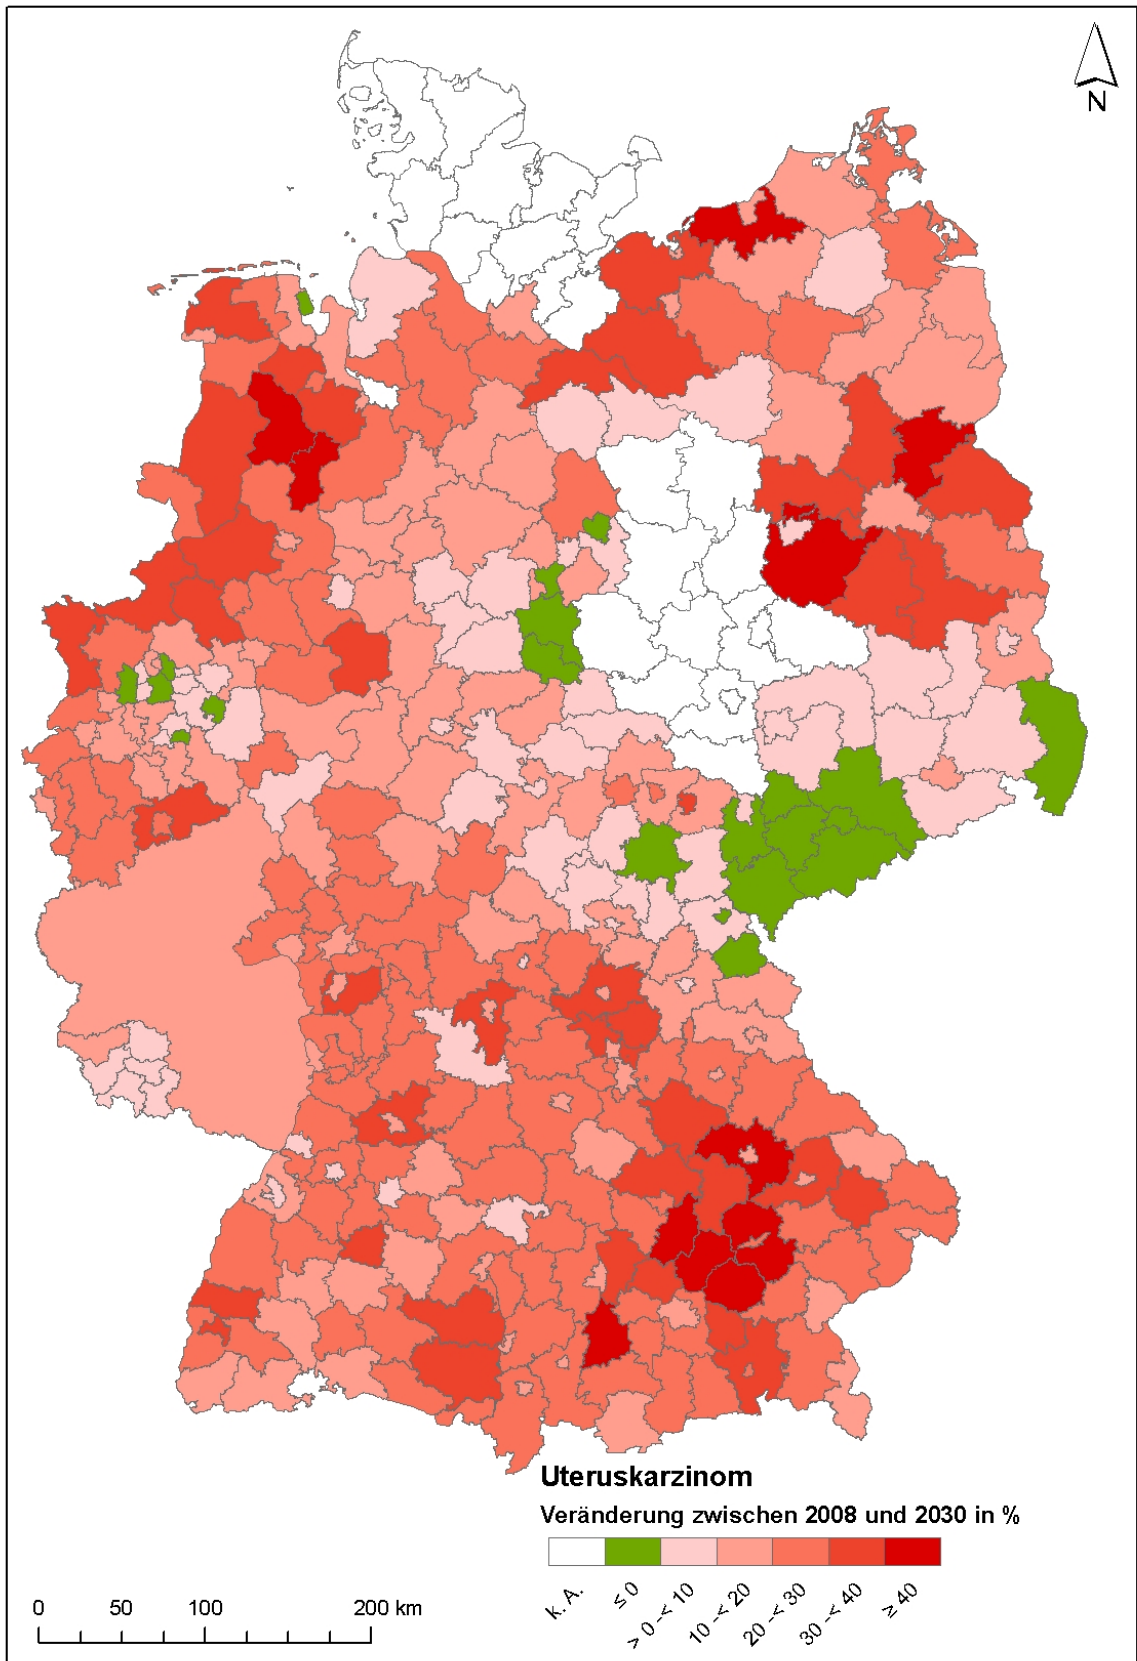 N
Uteruskarzinom
Veränderung zwischen 2008 und 2030 in %
k. A.
≤ 0
> 0 -< 10
10 -< 20
20 -< 30
30 -< 40
≥ 40
0 50 100 200 km